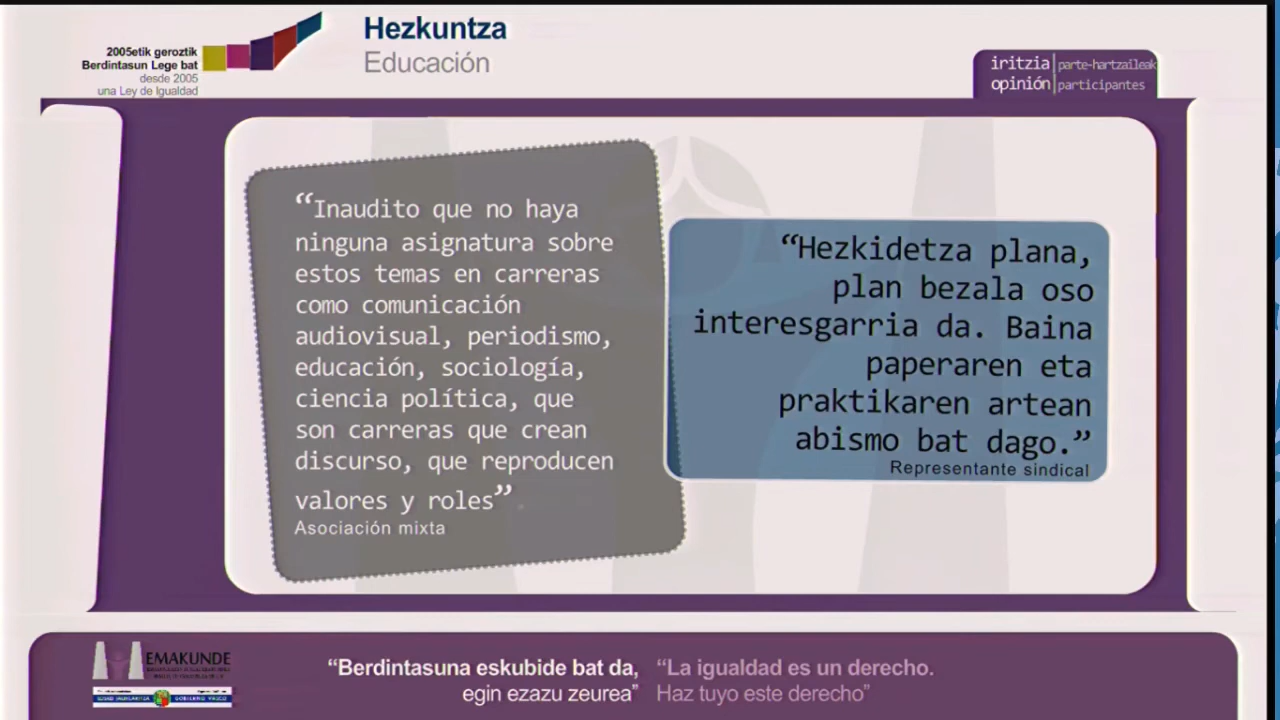 2005etik geroztik
Berdintasun Lege bat
desde 2005
una Ley de Igualdad
Hezkuntza
Educación
iritzia parte-hartzaileak
opinión participantes
“Inaudito que no haya
ninguna asignatura sobre
estos temas en carreras
como comunicación
audiovisual, periodismo,
educación, sociología,
ciencia política, que
son carreras que crean
discurso, que reproducen
valores y roles”
Asociación mixta
“Hezkidetza plana,
plan bezala oso
interesgarria da. Baina
paperaren eta
praktikaren artean
abismo bat dago.”
Representante sindical
EMAKUNDE
EUSKO JAURLARITZA GOBIERNO VASCO
“Berdintasuna eskubide bat da,
egin ezazu zeurea”
“La igualdad es un derecho.
Haz tuyo este derecho”